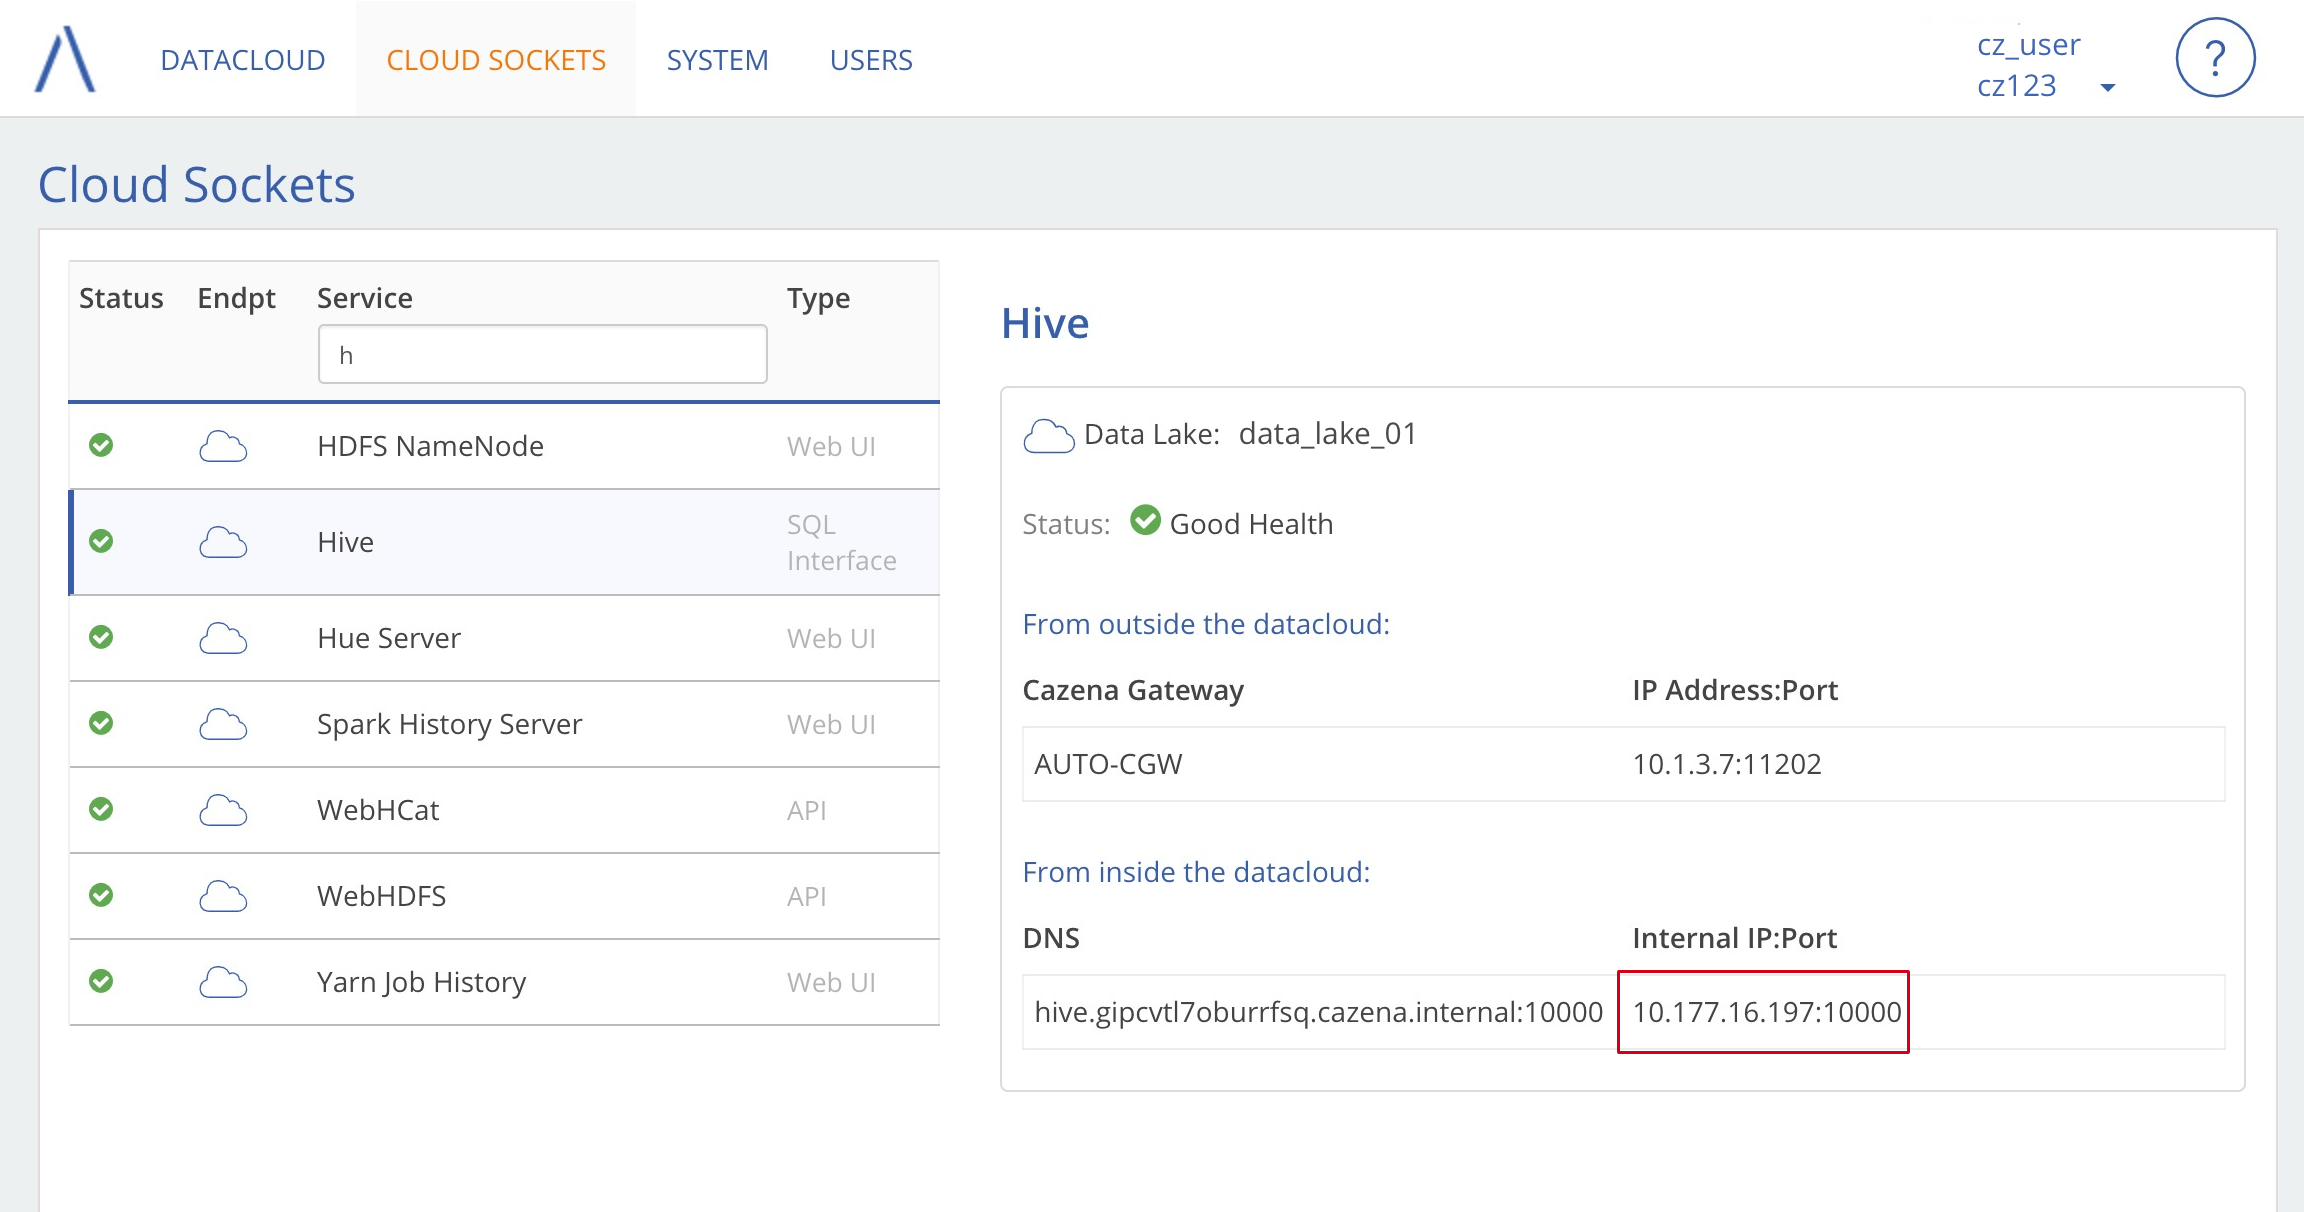 DATACLOUD CLOUD SOCKETS SYSTEM USERS
cz_user
cz123
?
Cloud Sockets
Status Endpt Service Type
h
HDFS NameNode Web UI
Hive SQL Interface
Hue Server Web UI
Spark History Server Web UI
WebHCat API
WebHDFS API
Yarn Job History Web UI
Hive
Data Lake: data_lake_01
Status: Good Health
From outside the datacloud:
Cazena Gateway IP Address:Port
AUTO-CGW 10.1.3.7:11202
From inside the datacloud:
DNS Internal IP:Port
hive.gipcvtl7oburrfsq.cazena.internal:10000 10.177.16.197:10000